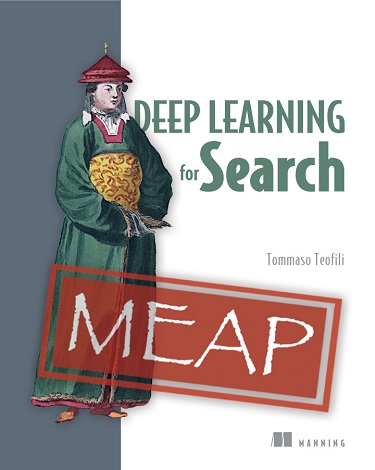 DEEP LEARNING
for Search
Tommaso Teofili
MEAP
MANNING